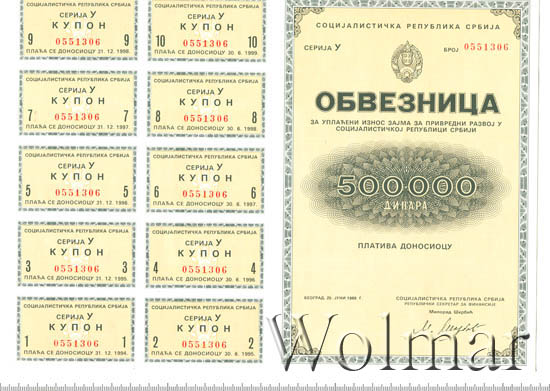 СЕРИЈА У
9 КУПОН 9
0551306
ПЛАЋА СЕ ДОНОСИОЦУ 31. 12. 1998.
СЕРИЈА У
10 КУПОН 10
0551306
ПЛАЋА СЕ ДОНОСИОЦУ 30. 6. 1999.
СОЦИЈАЛИСТИЧКА РЕПУБЛИКА СРБИЈА
СЕРИЈА У
КУПОН
7 0551306 7
ПЛАЋА СЕ ДОНОСИОЦУ 31. 12. 1997.
СОЦИЈАЛИСТИЧКА РЕПУБЛИКА СРБИЈА
СЕРИЈА У
КУПОН
8 0551306 8
ПЛАЋА СЕ ДОНОСИОЦУ 30. 6. 1998.
СОЦИЈАЛИСТИЧКА РЕПУБЛИКА СРБИЈА
СЕРИЈА У
КУПОН
5 0551306 5
ПЛАЋА СЕ ДОНОСИОЦУ 31. 12. 1996.
СОЦИЈАЛИСТИЧКА РЕПУБЛИКА СРБИЈА
СЕРИЈА У
КУПОН
6 0551306 6
ПЛАЋА СЕ ДОНОСИОЦУ 30. 6. 1997.
СОЦИЈАЛИСТИЧКА РЕПУБЛИКА СРБИЈА
СЕРИЈА У
КУПОН
3 0551306 3
ПЛАЋА СЕ ДОНОСИОЦУ 31. 12. 1995.
СОЦИЈАЛИСТИЧКА РЕПУБЛИКА СРБИЈА
СЕРИЈА У
КУПОН
4 0551306 4
ПЛАЋА СЕ ДОНОСИОЦУ 30. 6. 1996.
СОЦИЈАЛИСТИЧКА РЕПУБЛИКА СРБИЈА
СЕРИЈА У
КУПОН
1 0551306 1
ПЛАЋА СЕ ДОНОСИОЦУ 31. 12. 1994.
СОЦИЈАЛИСТИЧКА РЕПУБЛИКА СРБИЈА
СЕРИЈА У
КУПОН
2 0551306 2
ПЛАЋА СЕ ДОНОСИОЦУ 30. 6. 1995.
СОЦИЈАЛИСТИЧКА РЕПУБЛИКА СРБИЈА
СЕРИЈА У БРОЈ 0551306
ОБВЕЗНИЦА
ЗА УПЛАЋЕНИ ИЗНОС ЗАЈМА ЗА ПРИВРЕДНИ РАЗВОЈ У
СОЦИЈАЛИСТИЧКОЈ РЕПУБЛИЦИ СРБИЈИ
500000
ДИНАРА
ПЛАТИВА ДОНОСИОЦУ
БЕОГРАД, ЈУНИ
СОЦИЈАЛИСТИЧКА РЕПУБЛИКА СРБИЈА
РЕПУБЛИЧКИ СЕКРЕТАР ЗА ФИНАНСИЈЕ
Wolmar